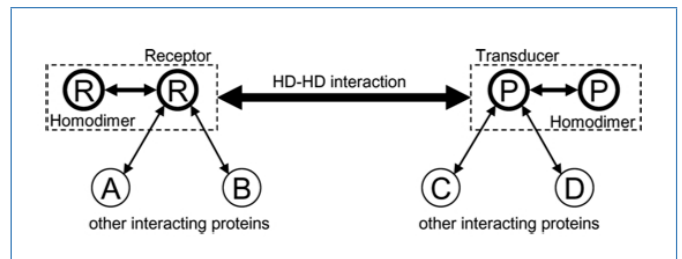 Receptor
Transducer
R
R
HD-HD interaction
P
P
Homodimer
Homodimer
A
B
C
D
other interacting proteins
other interacting proteins